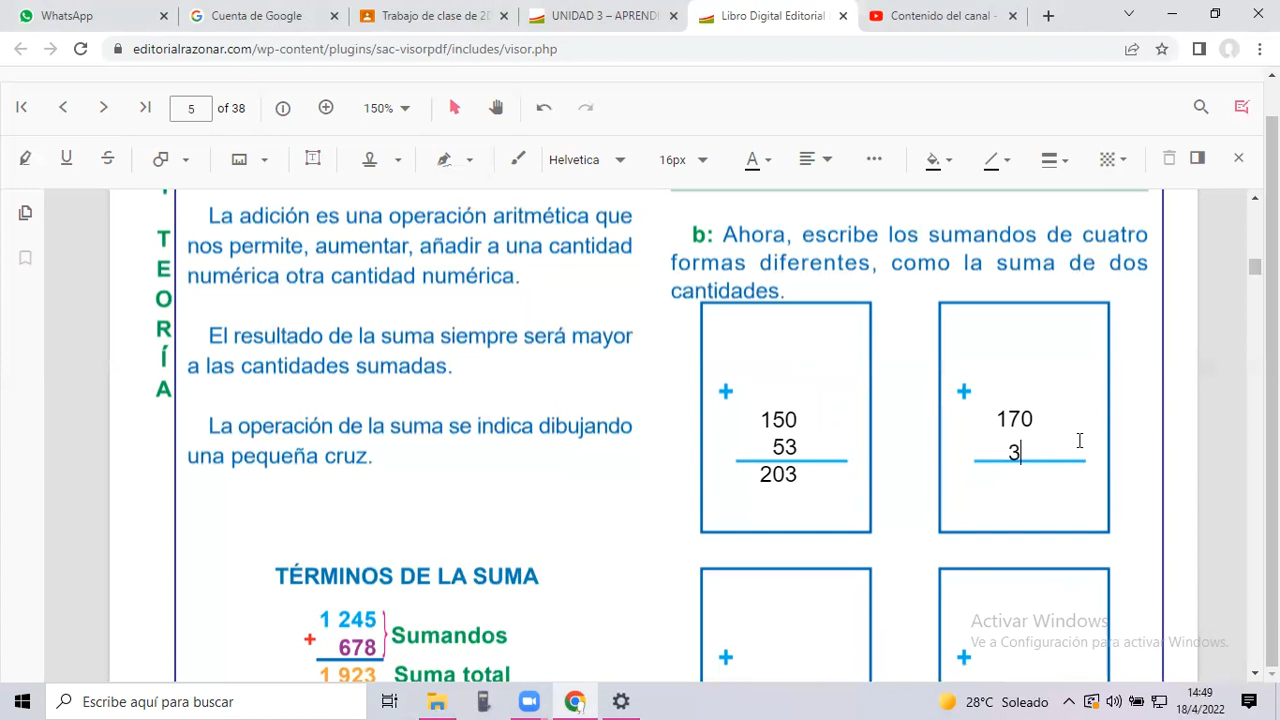 WhatsApp
Cuenta de Google
Trabajo de clase de 2D
UNIDAD 3 – APREND
Libro Digital Editorial
Contenido del canal -
editorialrazonar.com/wp-content/plugins/sac-visorpdf/includes/visor.php
5 of 38
150%
Helvetica
16px
TEORÍA
La adición es una operación aritmética que
nos permite, aumentar, añadir a una cantidad
numérica otra cantidad numérica.
El resultado de la suma siempre será mayor
a las cantidades sumadas.
La operación de la suma se indica dibujando
una pequeña cruz.
TÉRMINOS DE LA SUMA
1 245
+ 678
Sumandos
1 923 Suma total
b: Ahora, escribe los sumandos de cuatro
formas diferentes, como la suma de dos
cantidades.
+
150
53
203
+
170
3
+
+
Activar Windows
Ve a Configuración para activar Windows.
Escribe aquí para buscar
28°C Soleado
14:49
18/4/2022